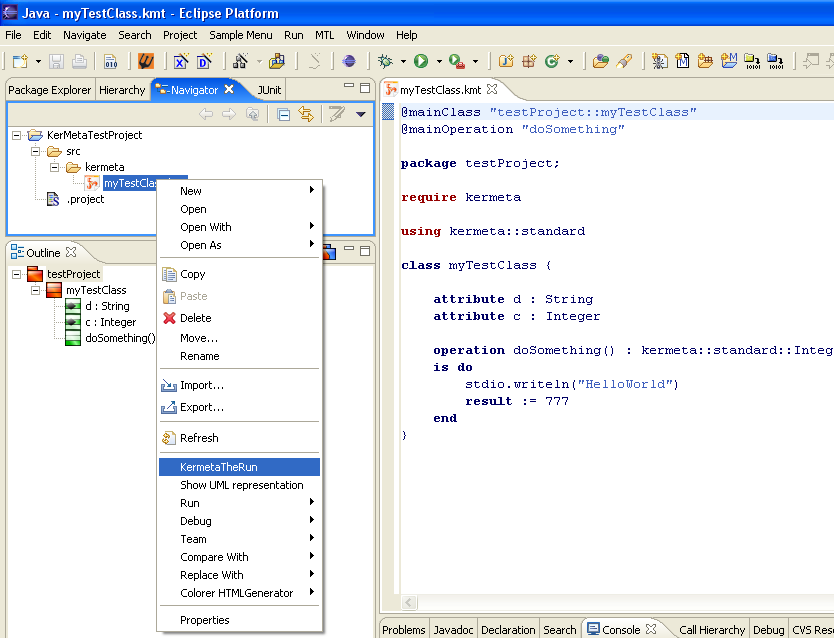 Java - myTestClass.kmt - Eclipse Platform
File Edit Navigate Search Project Sample Menu Run MTL Window Help
Package Explorer Hierarchy Navigator JUnit
KerMetaTestProject
src
kermeta
myTestClas
.project
Outline
testProject
myTestClass
d : String
c : Integer
doSomething()
New
Open
Open With
Open As
Copy
Paste
Delete
Move...
Rename
Import...
Export...
Refresh
KermetaTheRun
Show UML representation
Run
Debug
Team
Compare With
Replace With
Colorer HTMLGenerator
Properties
myTestClass.kmt
@mainClass "testProject::myTestClass"
@mainOperation "doSomething"
package testProject;
require kermeta
using kermeta::standard
class myTestClass {
attribute d : String
attribute c : Integer
operation doSomething() : kermeta::standard::Integ
is do
stdio.writeln("HelloWorld")
result := 777
end
}
Problems Javadoc Declaration Search Console Call Hierarchy Debug CVS Res